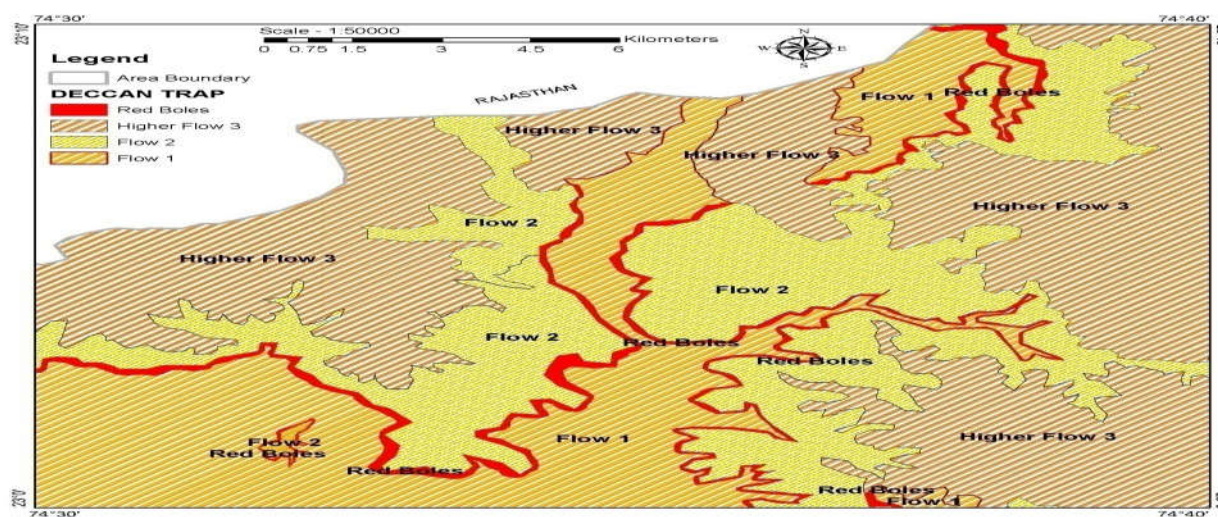 74°30'
74°40'
23°10'
Scale - 1:50000
Kilometers
0 0.75 1.5 3 4.5 6
N
W E
S
Legend
Area Boundary
DECCAN TRAP
Red Boles
Higher Flow 3
Flow 2
Flow 1
RAJASTHAN
Flow 1
Red Boles
Higher Flow 3
Higher Flow 3
Higher Flow 3
Flow 2
Higher Flow 3
Flow 2
Flow 2
Red Boles
Red Boles
Flow 2
Red Boles
Flow 1
Higher Flow 3
Red Boles
Red Boles
Flow 1
23°0'
74°30'
74°40'